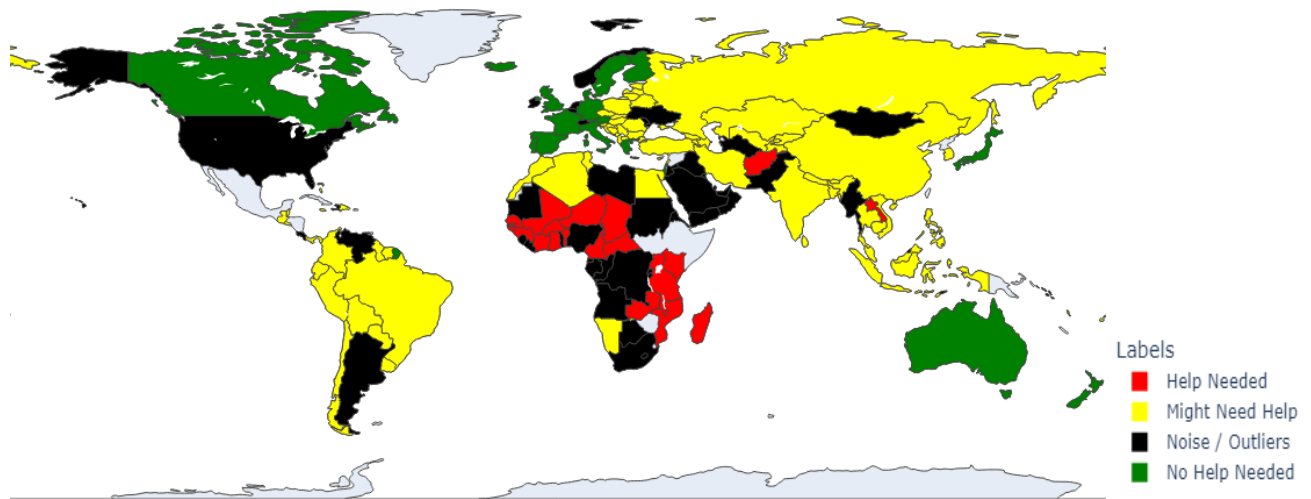 Labels
Help Needed
Might Need Help
Noise / Outliers
No Help Needed